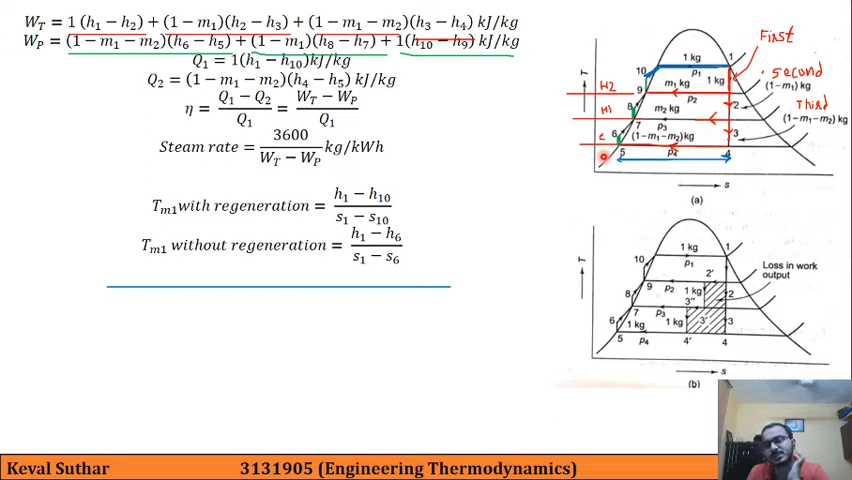 W_T = 1 (h_1 − h_2) + (1 − m_1)(h_2 − h_3) + (1 − m_1 − m_2)(h_3 − h_4) kJ/kg
W_P = (1 − m_1 − m_2)(h_6 − h_5) + (1 − m_1)(h_8 − h_7) + 1(h_10 − h_9) kJ/kg
Q_1 = 1(h_1 − h_10)kJ/kg
Q_2 = (1 − m_1 − m_2)(h_4 − h_5) kJ/kg
η = (Q_1 − Q_2)/Q_1 = (W_T − W_P)/Q_1
Steam rate = 3600/(W_T − W_P) kg/kWh
T_m1 with regeneration = (h_1 − h_10)/(s_1 − s_10)
T_m1 without regeneration = (h_1 − h_6)/(s_1 − s_6)
First
1 kg 1
10 p_1 1 kg
Second
H2 9 m_1 kg (1-m_1) kg
p_2
Third
H1 8 m_2 kg 2
7 p_3 (1-m_1-m_2) kg
6 (1-m_1-m_2)kg 3
5 p_4 4
T
s
(a)
1 kg 1
10 p_1
Loss in work
output
2'
9 p_2 1 kg 2
8 3''
7 p_3
6 1 kg 1 kg 3' 3
5 p_4 4' 4
T
s
(b)
Keval Suthar 3131905 (Engineering Thermodynamics)